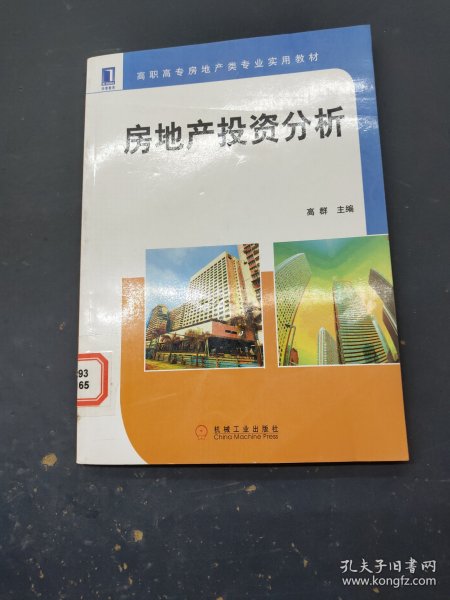 高职高专房地产类专业实用教材
房地产投资分析
高群 主编
293
765
机械工业出版社
China Machine Press
孔夫子旧书网
www.kongfz.com